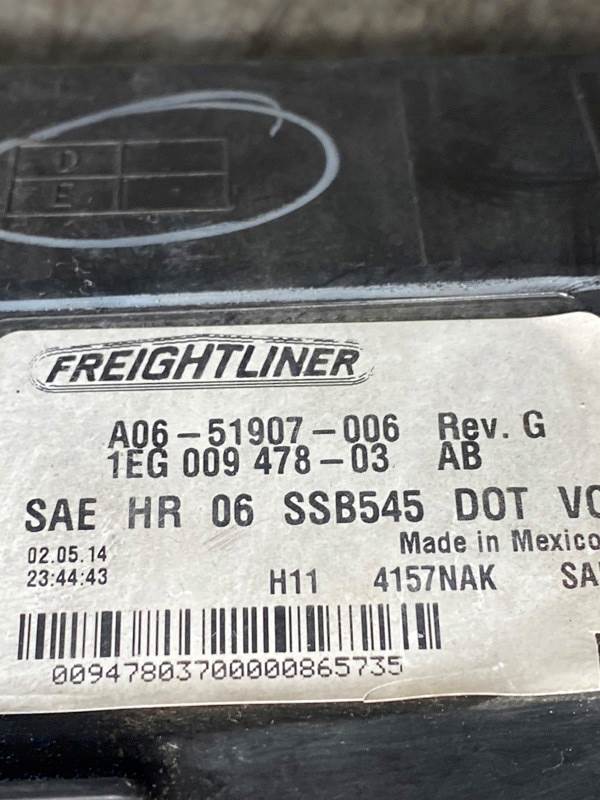 D
E
FREIGHTLINER
A06-51907-006 Rev. G
1EG 009 478-03 AB
SAE HR 06 SSB545 DOT
Made in Mexico
02.05.14
23:44:43
H11 4157NAK
00947803700000865735